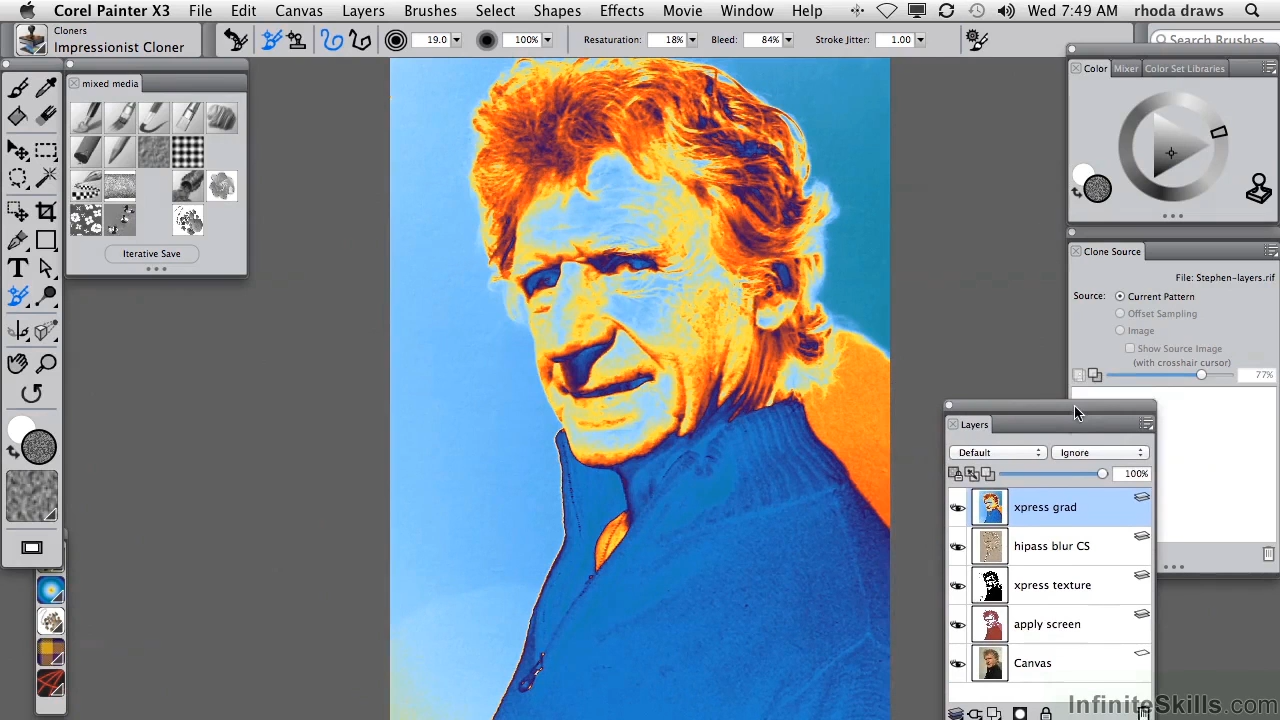 Corel Painter X3 File Edit Canvas Layers Brushes Select Shapes Effects Movie Window Help Wed 7:49 AM rhoda draws
Cloners
Impressionist Cloner
19.0 100% Resaturation: 18% Bleed: 84% Stroke Jitter: 1.00
Search Brushes
mixed media
Iterative Save
T
Color Mixer Color Set Libraries
Clone Source
File: Stephen-layers.rif
Source: Current Pattern
Offset Sampling
Image
Show Source Image
(with crosshair cursor)
77%
Layers
Default Ignore
100%
xpress grad
hipass blur CS
xpress texture
apply screen
Canvas
InfiniteSkills.com